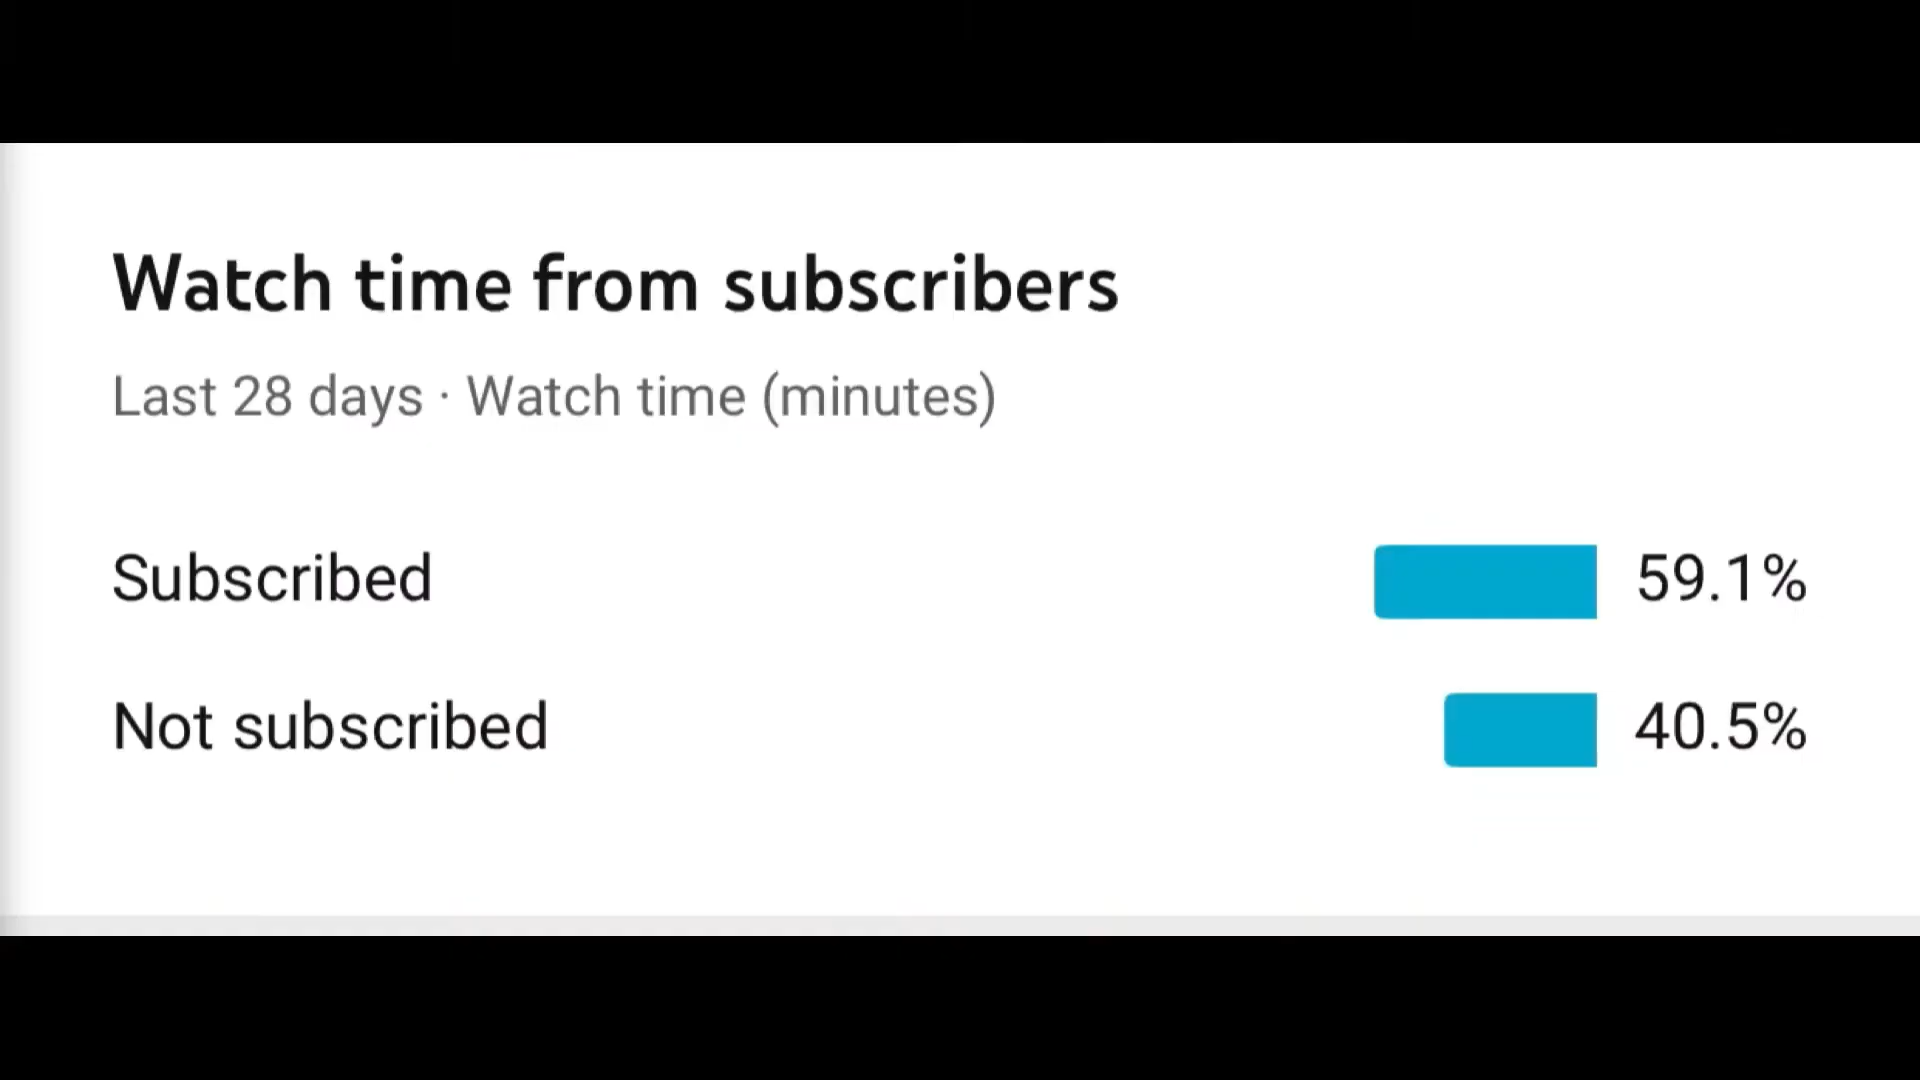 Watch time from subscribers
Last 28 days · Watch time (minutes)
Subscribed 59.1%
Not subscribed 40.5%